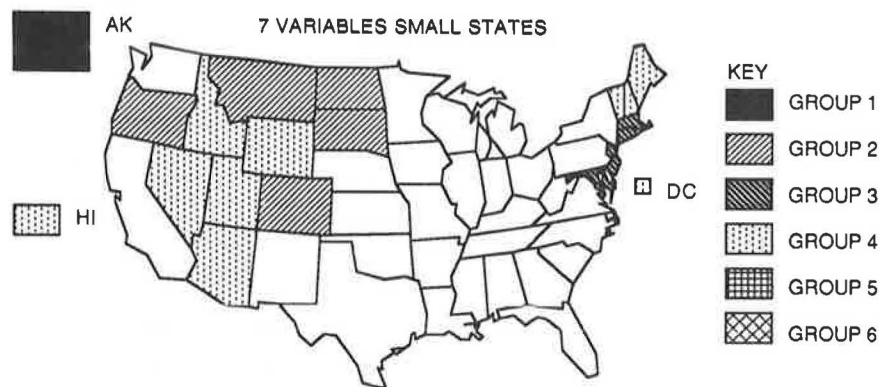 AK
7 VARIABLES SMALL STATES
KEY
GROUP 1
GROUP 2
GROUP 3
DC
HI
GROUP 4
GROUP 5
GROUP 6